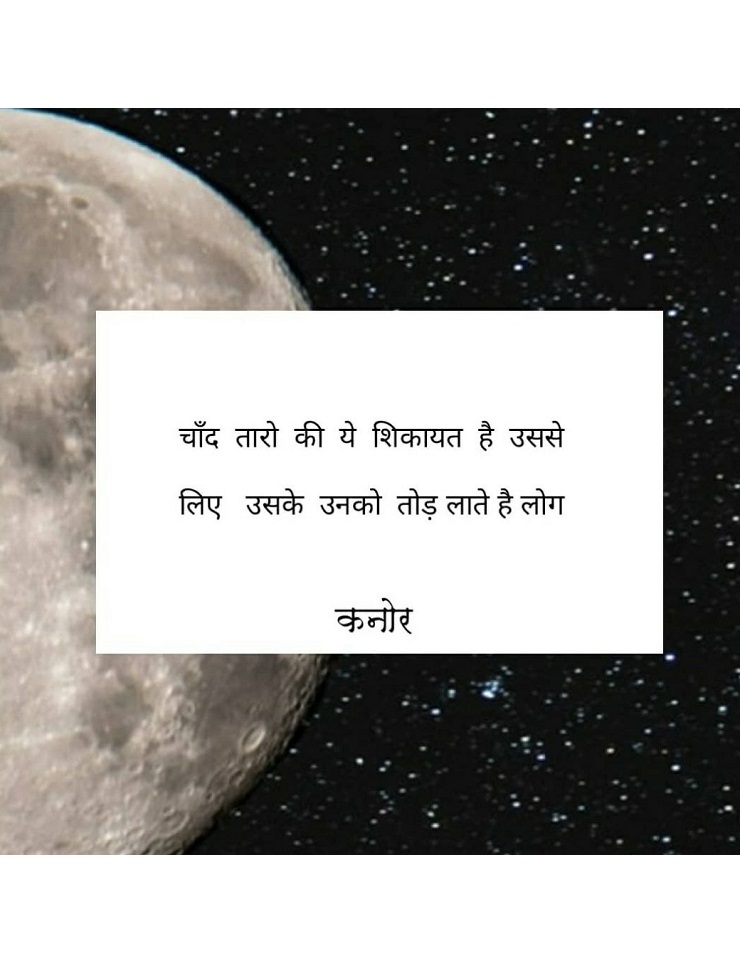 चाँद तारो की ये शिकायत है उससे
लिए उसके उनको तोड़ लाते है लोग
कनोर